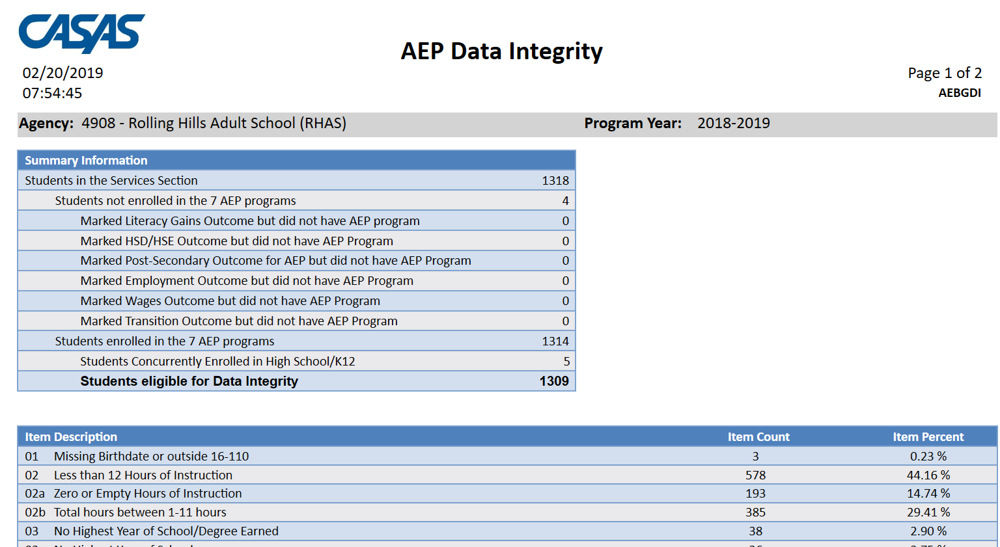 CASAS
AEP Data Integrity
02/20/2019
Page 1 of 2
07:54:45
AEBGDI
Agency: 4908 - Rolling Hills Adult School (RHAS) Program Year: 2018-2019
Summary Information
Students in the Services Section 1318
Students not enrolled in the 7 AEP programs 4
Marked Literacy Gains Outcome but did not have AEP program 0
Marked HSD/HSE Outcome but did not have AEP Program 0
Marked Post-Secondary Outcome for AEP but did not have AEP Program 0
Marked Employment Outcome but did not have AEP Program 0
Marked Wages Outcome but did not have AEP Program 0
Marked Transition Outcome but did not have AEP Program 0
Students enrolled in the 7 AEP programs 1314
Students Concurrently Enrolled in High School/K12 5
Students eligible for Data Integrity 1309
Item Description Item Count Item Percent
01 Missing Birthdate or outside 16-110 3 0.23 %
02 Less than 12 Hours of Instruction 578 44.16 %
02a Zero or Empty Hours of Instruction 193 14.74 %
02b Total hours between 1-11 hours 385 29.41 %
03 No Highest Year of School/Degree Earned 38 2.90 %